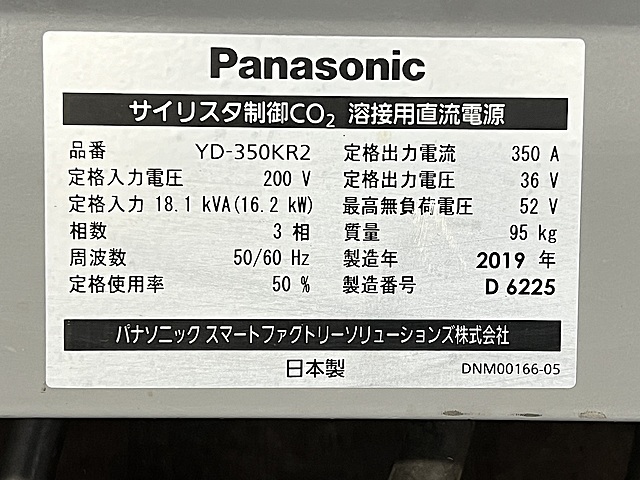 Panasonic
サイリスタ制御CO2 溶接用直流電源
品番 YD-350KR2 定格出力電流 350 A
定格入力電圧 200 V 定格出力電圧 36 V
定格入力 18.1 kVA(16.2 kW) 最高無負荷電圧 52 V
相数 3 相 質量 95 kg
周波数 50/60 Hz 製造年 2019 年
定格使用率 50 % 製造番号 D 6225
パナソニック スマートファクトリーソリューションズ株式会社
日本製 DNM00166-05